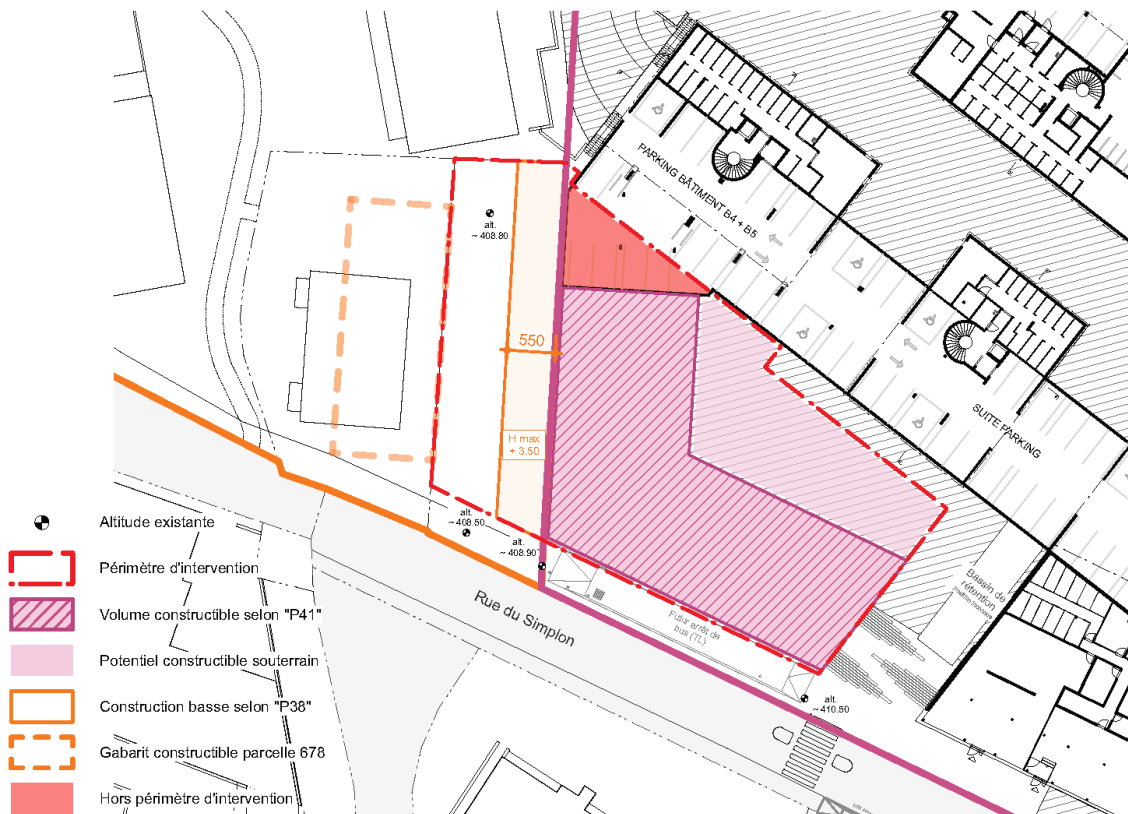 PARKING BÂTIMENT B4 + B5
alt.
~ 408.80
550
H max
+ 3.50
SUITE PARKING
alt.
~ 408.50
alt.
~ 408.90
Rue du Simplon
Futur arrêt de
bus (TL)
Bassin de
rétention
alt.
~ 410.50
Altitude existante
Périmètre d'intervention
Volume constructible selon "P41"
Potentiel constructible souterrain
Construction basse selon "P38"
Gabarit constructible parcelle 678
Hors périmètre d'intervention